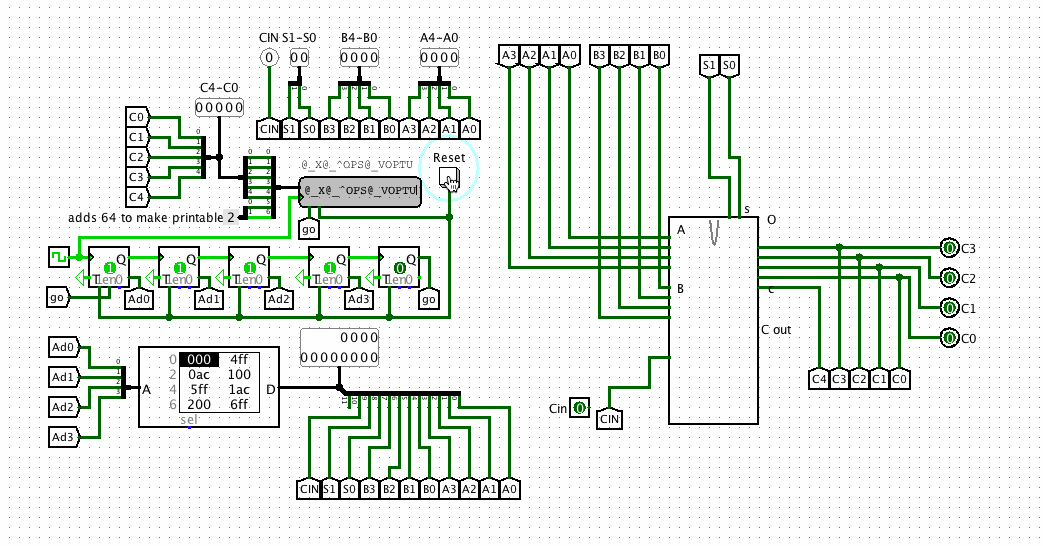 CIN S1-S0 B4-B0 A4-A0
0 00 0000 0000
A3 A2 A1 A0 B3 B2 B1 B0
S1 S0
C4-C0
00000
C0
C1
C2
C3
C4
CIN S1 S0 B3 B2 B1 B0 A3 A2 A1 A0
@_X@_^OPS@_VOPTU
Reset
@_X@_^OPS@_VOPTU
adds 64 to make printable 2
go
s
A
O
B
c
C out
C3
C2
C1
C0
Q Q Q Q Q
1 1 1 1 0
en0 en0 en0 en0 en0
go Ad0 Ad1 Ad2 Ad3 go
0000
00000000
Ad0
Ad1
Ad2
Ad3
A
0 000 4ff
2 0ac 100
4 5ff 1ac
6 200 6ff
sel
D
C4 C3 C2 C1 C0
Cin 0
CIN
CIN S1 S0 B3 B2 B1 B0 A3 A2 A1 A0